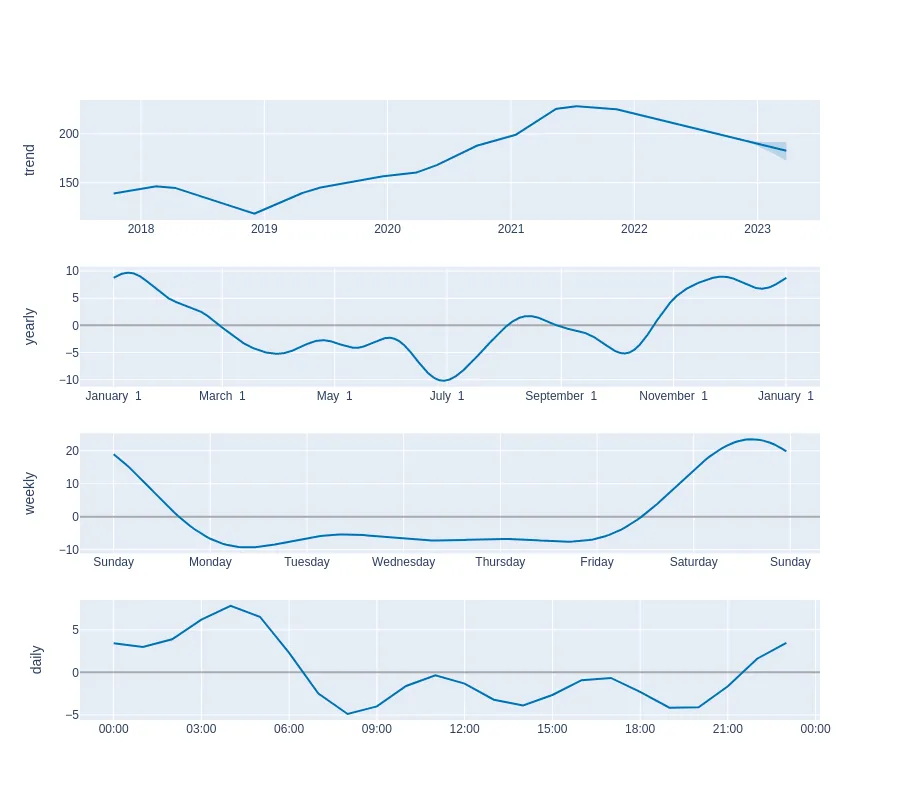 trend
200
150
2018 2019 2020 2021 2022 2023
yearly
10
5
0
−5
−10
January 1 March 1 May 1 July 1 September 1 November 1 January 1
weekly
20
10
0
−10
Sunday Monday Tuesday Wednesday Thursday Friday Saturday Sunday
daily
5
0
−5
00:00 03:00 06:00 09:00 12:00 15:00 18:00 21:00 00:00